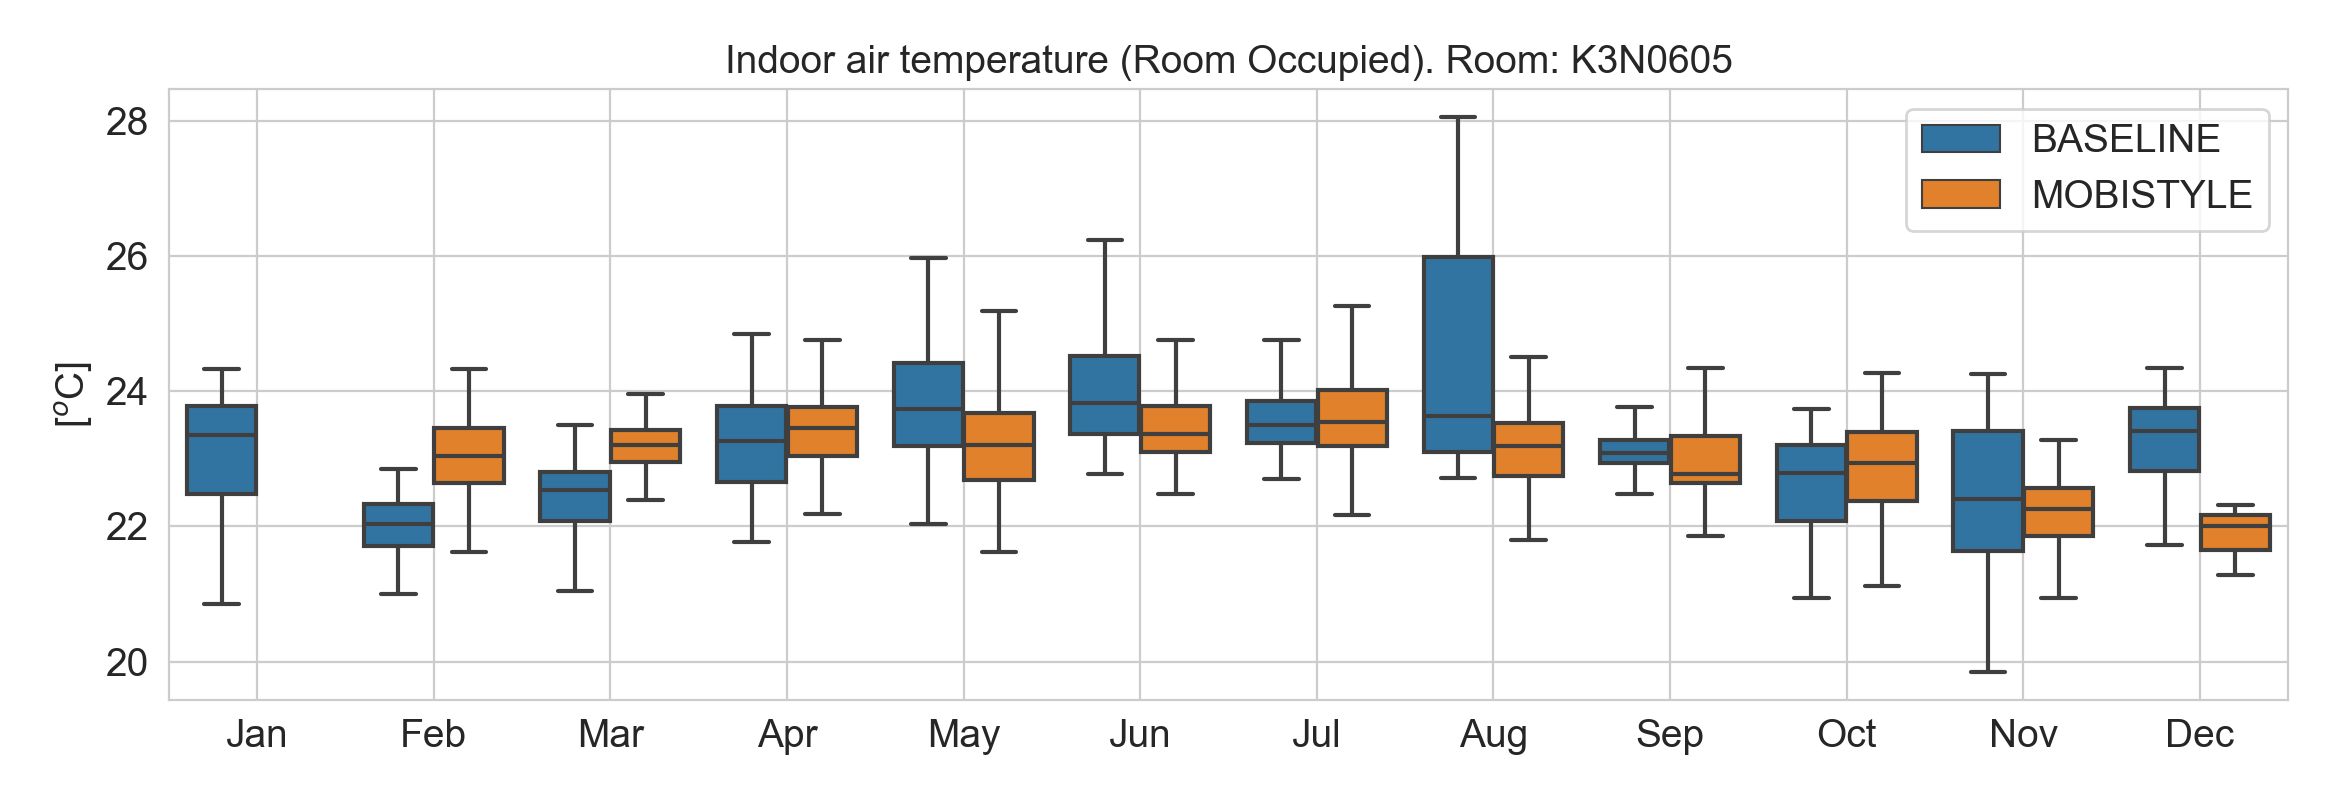 Indoor air temperature (Room Occupied). Room: K3N0605
28
26
24
22
20
[°C]
BASELINE
MOBISTYLE
Jan Feb Mar Apr May Jun Jul Aug Sep Oct Nov Dec